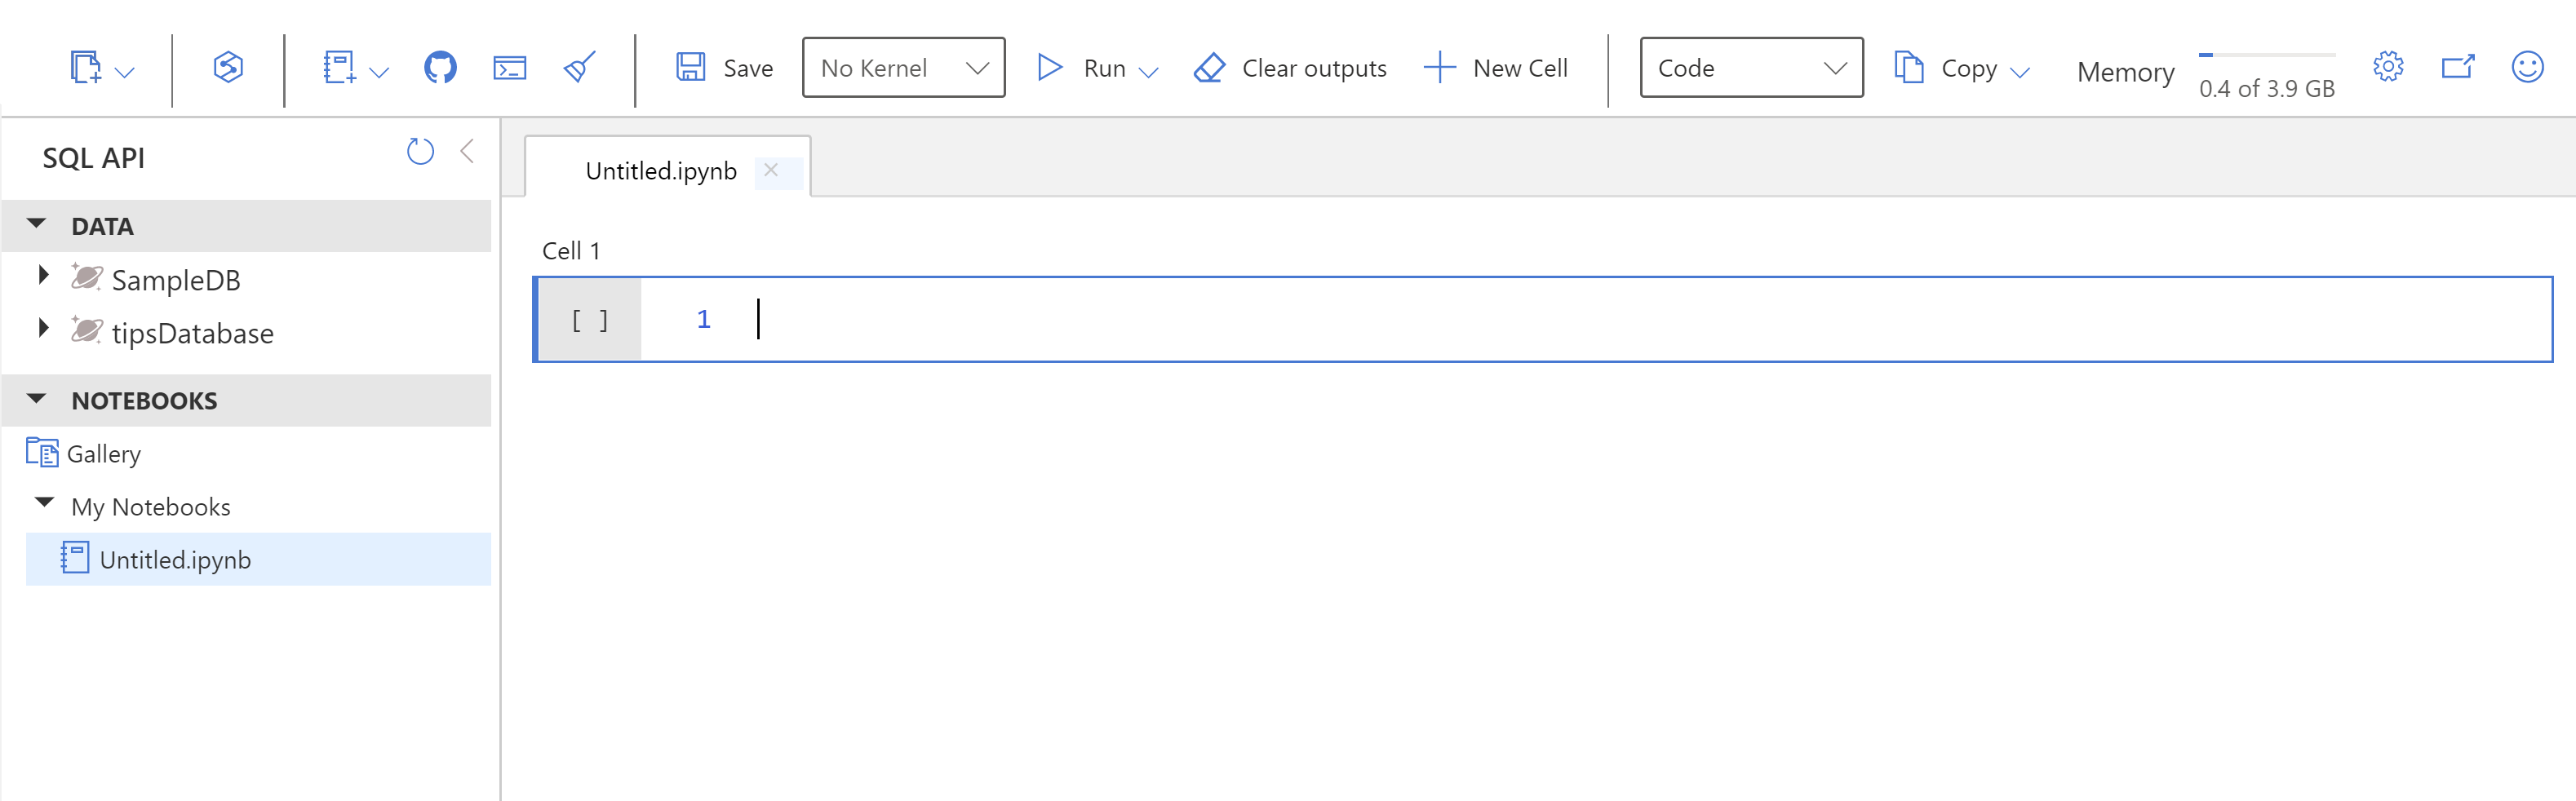 Save
No Kernel
Run
Clear outputs
New Cell
Code
Copy
Memory
0.4 of 3.9 GB
SQL API
DATA
SampleDB
tipsDatabase
NOTEBOOKS
Gallery
My Notebooks
Untitled.ipynb
Untitled.ipynb
Cell 1
[ ] 1